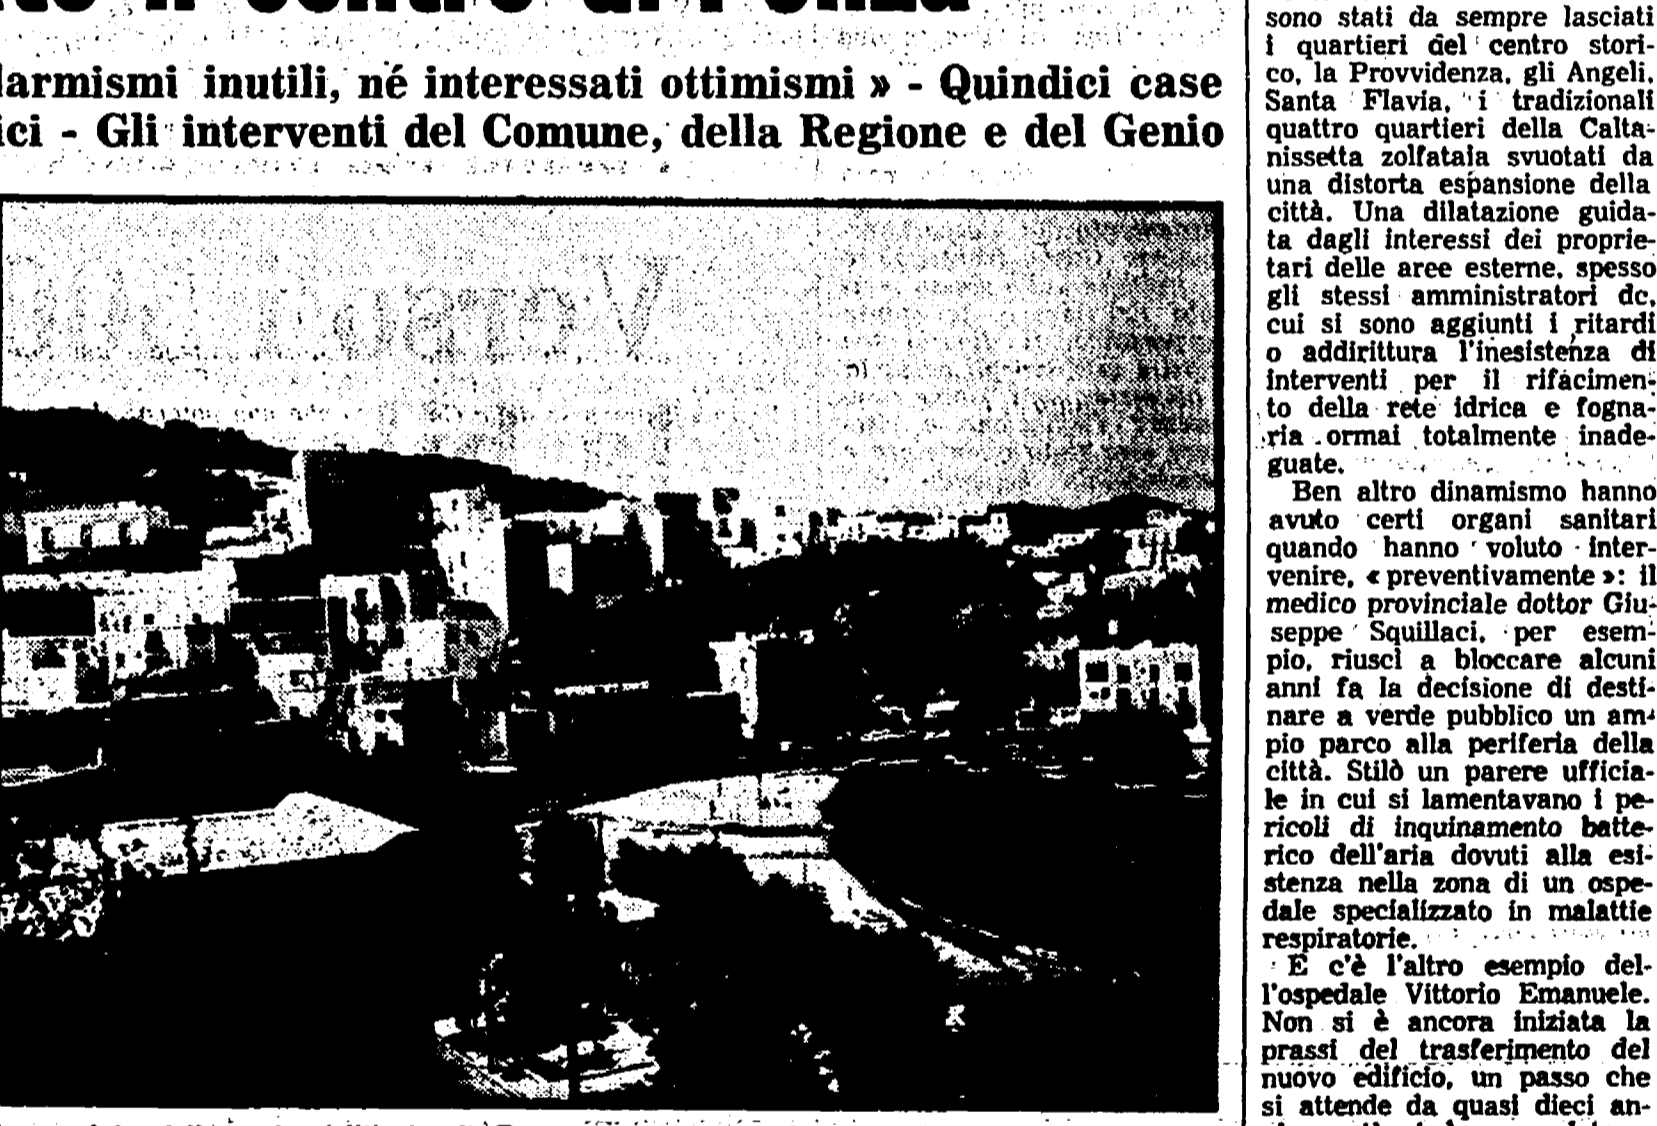 il centro di Ponza
larmismi inutili, né interessati ottimismi » - Quindici case
ici - Gli interventi del Comune, della Regione e del Genio
sono stati da sempre lasciati
i quartieri del centro stori-
co, la Provvidenza, gli Angeli,
Santa Flavia, i tradizionali
quattro quartieri della Calta-
nissetta zolfataia svuotati da
una distorta espansione della
città. Una dilatazione guida-
ta dagli interessi dei proprie-
tari delle aree esterne, spesso
gli stessi amministratori dc,
cui si sono aggiunti i ritardi
o addirittura l'inesistenza di
interventi per il rifacimen-
to della rete idrica e fogna-
ria ormai totalmente inade-
guate.
Ben altro dinamismo hanno
avuto certi organi sanitari
quando hanno voluto inter-
venire, « preventivamente »: il
medico provinciale dottor Giu-
seppe Squillaci, per esem-
pio, riuscì a bloccare alcuni
anni fa la decisione di desti-
nare a verde pubblico un am-
pio parco alla periferia della
città. Stilò un parere ufficia-
le in cui si lamentavano i pe-
ricoli di inquinamento batte-
rico dell'aria dovuti alla esi-
stenza nella zona di un ospe-
dale specializzato in malattie
respiratorie.
E c'è l'altro esempio del-
l'ospedale Vittorio Emanuele.
Non si è ancora iniziata la
prassi del trasferimento del
nuovo edificio, un passo che
si attende da quasi dieci an-